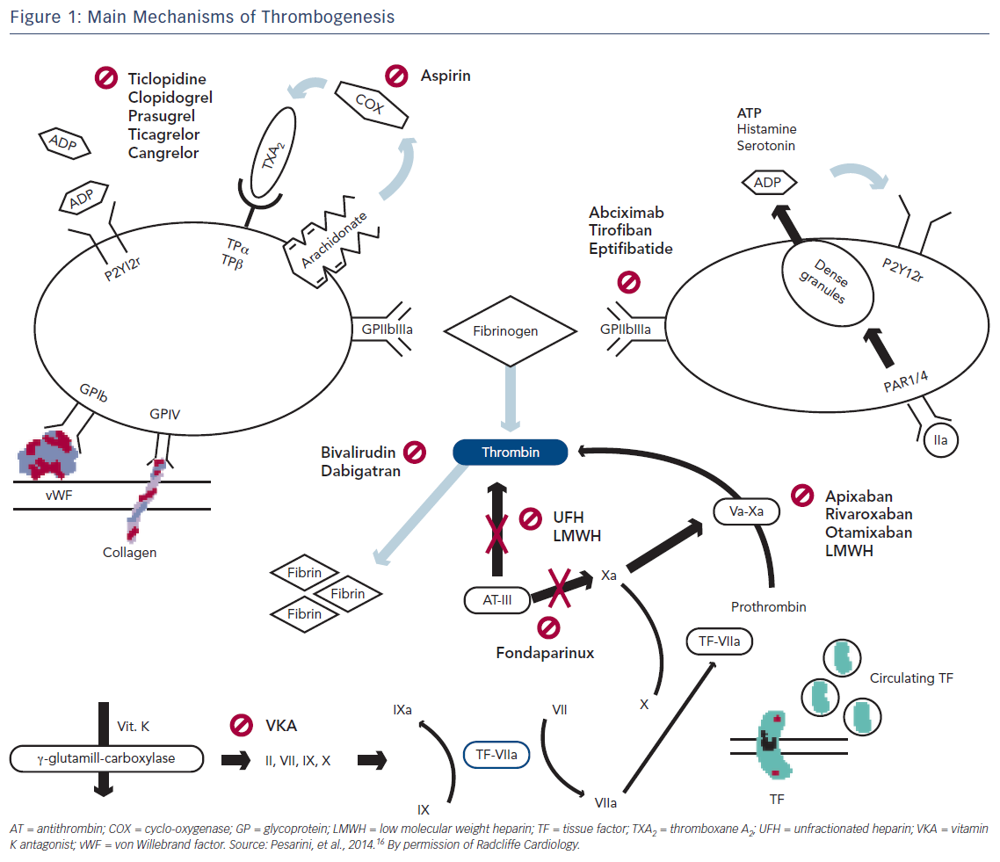 Figure 1: Main Mechanisms of Thrombogenesis
Ticlopidine
Clopidogrel
Prasugrel
Ticagrelor
Cangrelor
ADP
ADP
P2Y12r
TXA2
COX
Aspirin
TPα
TPβ
Arachidonate
GPIIbIIIa
GPIb
GPIV
vWF
Collagen
Fibrinogen
Abciximab
Tirofiban
Eptifibatide
GPIIbIIIa
ATP
Histamine
Serotonin
ADP
Dense
granules
P2Y12r
PAR1/4
IIa
Bivalirudin
Dabigatran
Thrombin
UFH
LMWH
Va-Xa
Apixaban
Rivaroxaban
Otamixaban
LMWH
Fibrin
Fibrin
Fibrin
AT-III
Xa
Fondaparinux
Prothrombin
TF-VIIa
Circulating TF
X
Vit. K
γ-glutamill-carboxylase
VKA
II, VII, IX, X
IXa
TF-VIIa
IX
VII
VIIa
TF
AT = antithrombin; COX = cyclo-oxygenase; GP = glycoprotein; LMWH = low molecular weight heparin; TF = tissue factor; TXA2 = thromboxane A2; UFH = unfractionated heparin; VKA = vitamin
K antagonist; vWF = von Willebrand factor. Source: Pesarini, et al., 2014.16 By permission of Radcliffe Cardiology.